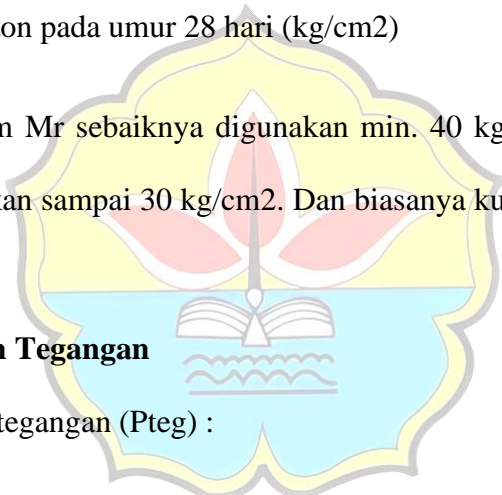 on pada umur 28 hari (kg/cm2)
Mr sebaiknya digunakan min. 40 kg
kan sampai 30 kg/cm2. Dan biasanya ku
Tegangan
tegangan (Pteg) :